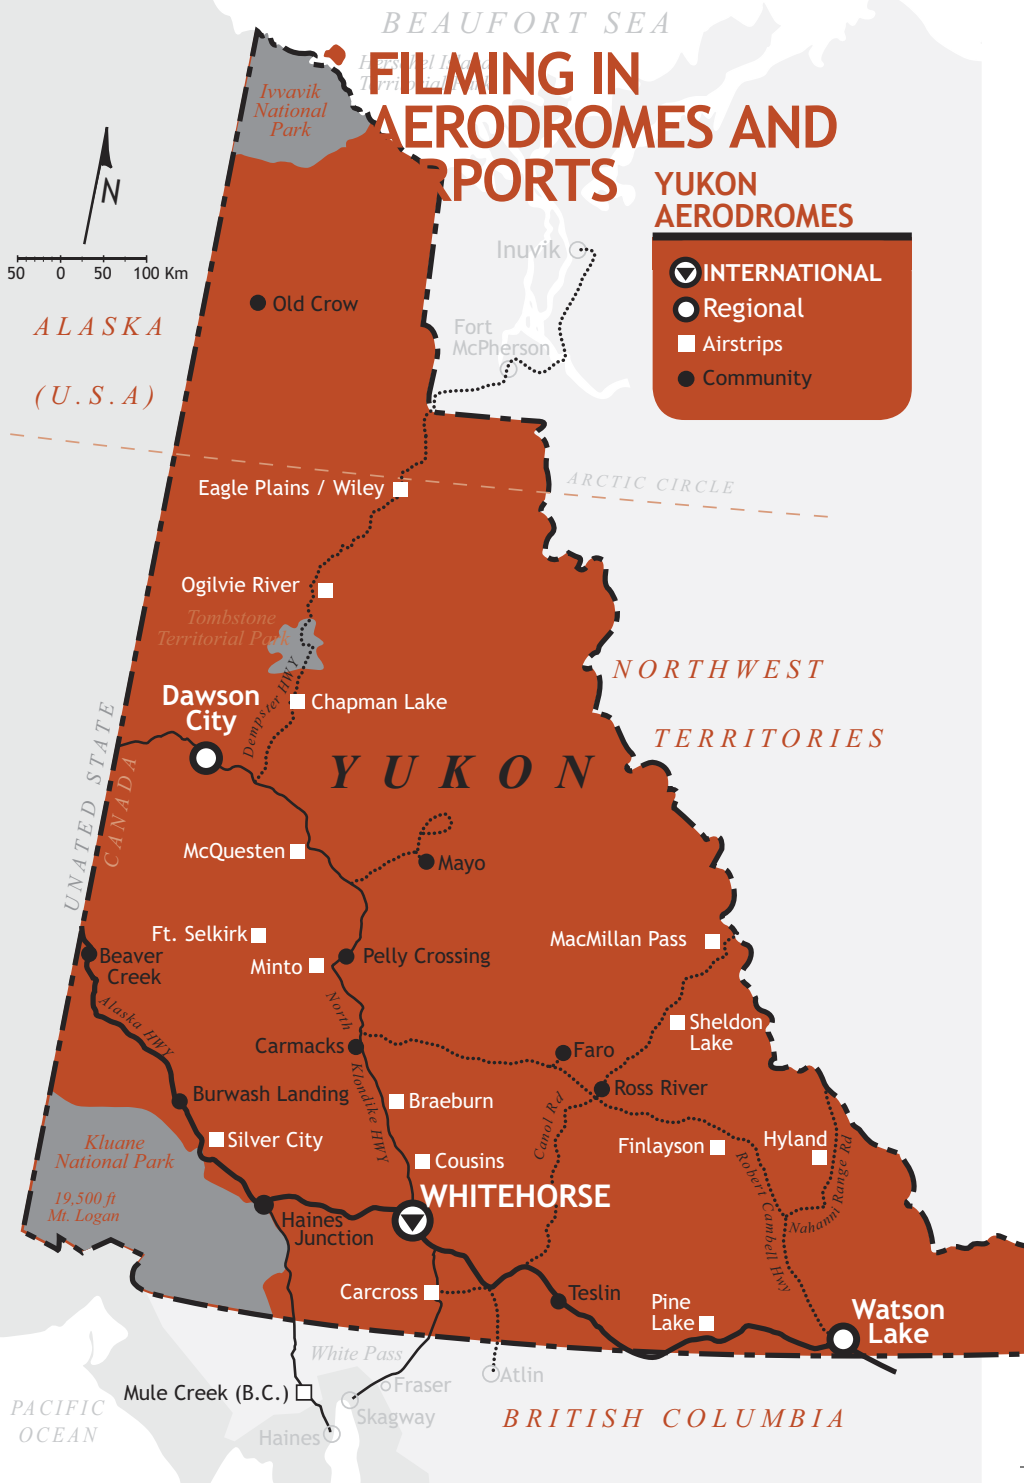 BEAUFORT SEA
Herschel Island
Territorial Park
FILMING IN
AERODROMES AND
RPORTS
Ivvavik
National
Park
N
50 0 50 100 Km
YUKON
AERODROMES
INTERNATIONAL
Regional
Airstrips
Community
Inuvik
Old Crow
ALASKA
(U.S.A)
Fort
McPherson
ARCTIC CIRCLE
Eagle Plains / Wiley
Ogilvie River
Tombstone
Territorial Park
NORTHWEST
TERRITORIES
Dawson
City
Dempster HWY
Chapman Lake
YUKON
UNATED STATE
CANADA
McQuesten
Mayo
Ft. Selkirk
MacMillan Pass
Beaver
Creek
Minto
Pelly Crossing
Alaska HWY
North
Klondike HWY
Sheldon
Lake
Carmacks
Faro
Burwash Landing
Ross River
Braeburn
Canol Rd
Silver City
Kluane
National Park
19,500 ft
Mt. Logan
Finlayson
Hyland
Cousins
Robert Cambell Hwy
Nahanni Range Rd
WHITEHORSE
Haines
Junction
Carcross
Teslin
Pine
Lake
Watson
Lake
White Pass
Mule Creek (B.C.)
Fraser
Atlin
Skagway
Haines
PACIFIC
OCEAN
BRITISH COLUMBIA